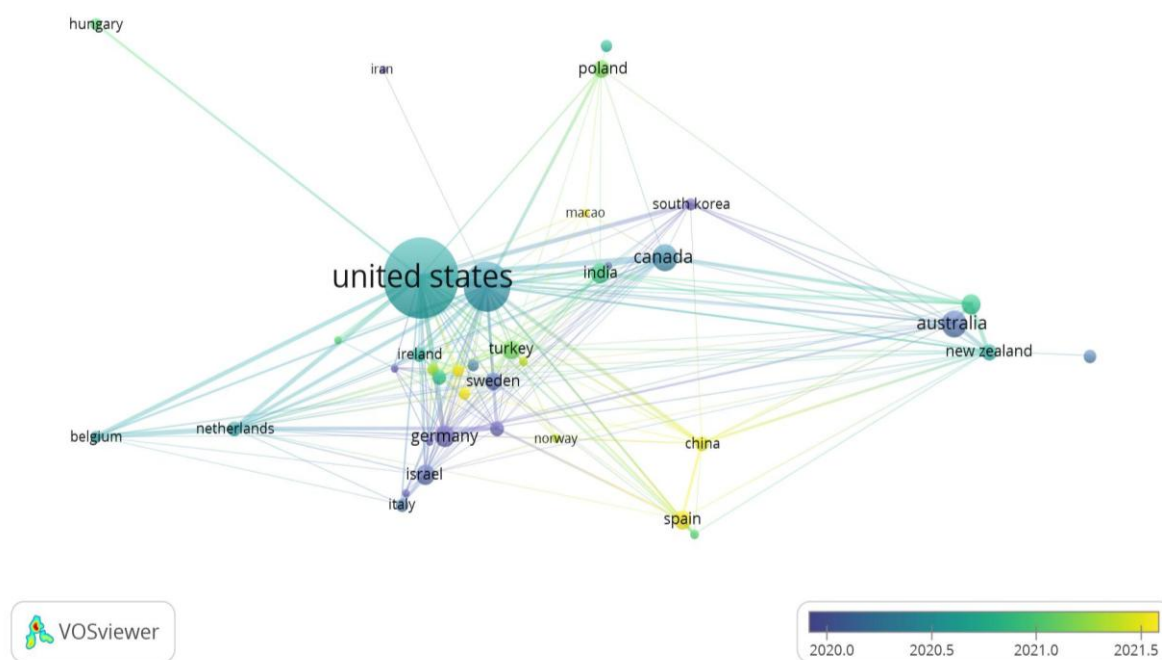 hungary
iran
poland
south korea
macao
canada
india
united states
australia
new zealand
turkey
ireland
sweden
netherlands
belgium
germany
norway
china
israel
italy
spain
VOSviewer
2020.0 2020.5 2021.0 2021.5